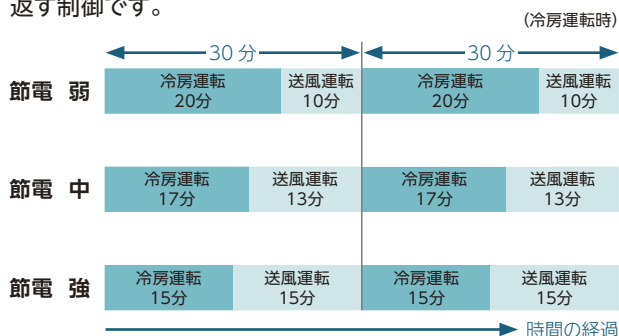 返す制御です。
(冷房運転時)
30分 30分
節電 弱 冷房運転 送風運転 冷房運転 送風運転
20分 10分 20分 10分
節電 中 冷房運転 送風運転 冷房運転 送風運転
17分 13分 17分 13分
節電 強 冷房運転 送風運転 冷房運転 送風運転
15分 15分 15分 15分
時間の経過